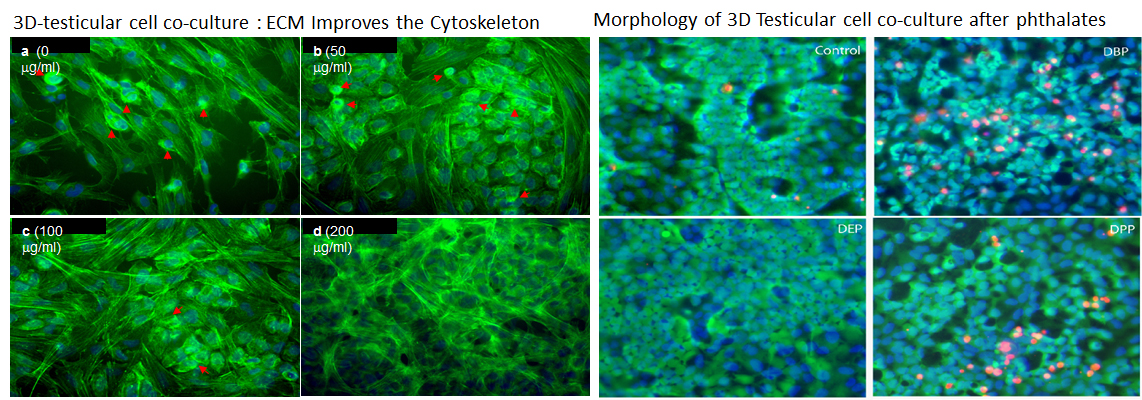 3D-testicular cell co-culture : ECM Improves the Cytoskeleton
Morphology of 3D Testicular cell co-culture after phthalates
a (0
μg/ml)
b (50
μg/ml)
c (100
μg/ml)
d (200
μg/ml)
Control
DBP
DEP
DPP